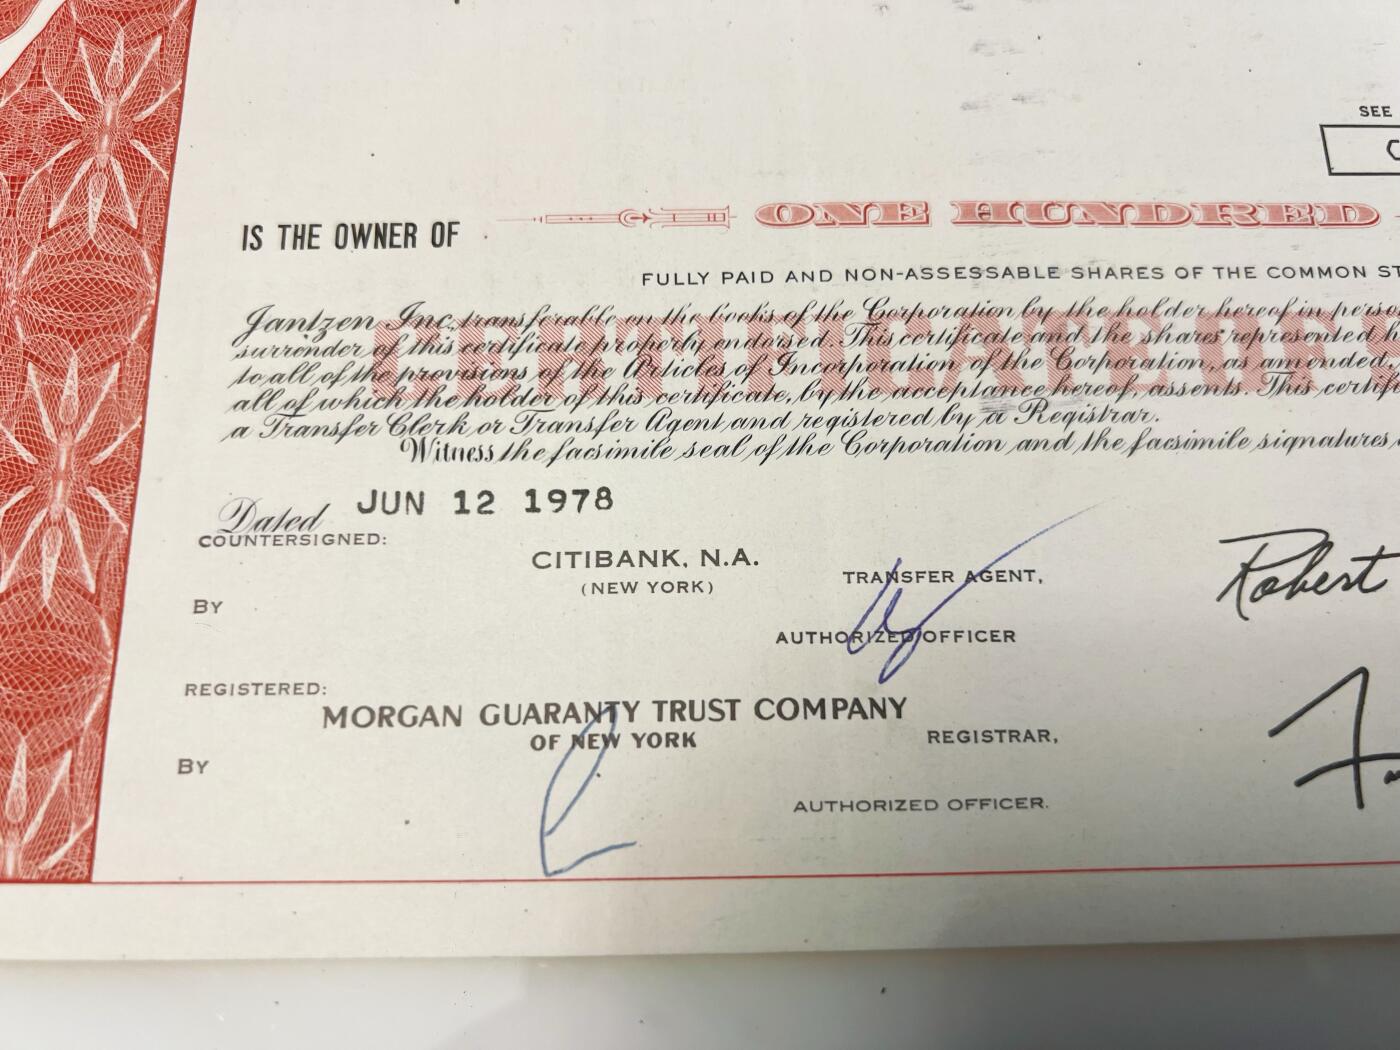 SEE
C
IS THE OWNER OF
ONE HUNDRED
FULLY PAID AND NON-ASSESSABLE SHARES OF THE COMMON ST
Jantzen Inc., transferable on the books of the Corporation by the holder hereof in perso
surrender of this certificate properly endorsed. This certificate and the shares represented h
to all of the provisions of the Articles of Incorporation of the Corporation, as amended,
all of which the holder of this certificate, by the acceptance hereof, assents. This certif
a Transfer Clerk or Transfer Agent and registered by a Registrar.
Witness the facsimile seal of the Corporation and the facsimile signatures
Dated JUN 12 1978
COUNTERSIGNED:
CITIBANK, N.A.
(NEW YORK)
TRANSFER AGENT,
BY
AUTHORIZED OFFICER
Robert
REGISTERED:
MORGAN GUARANTY TRUST COMPANY
OF NEW YORK
REGISTRAR,
BY
AUTHORIZED OFFICER.